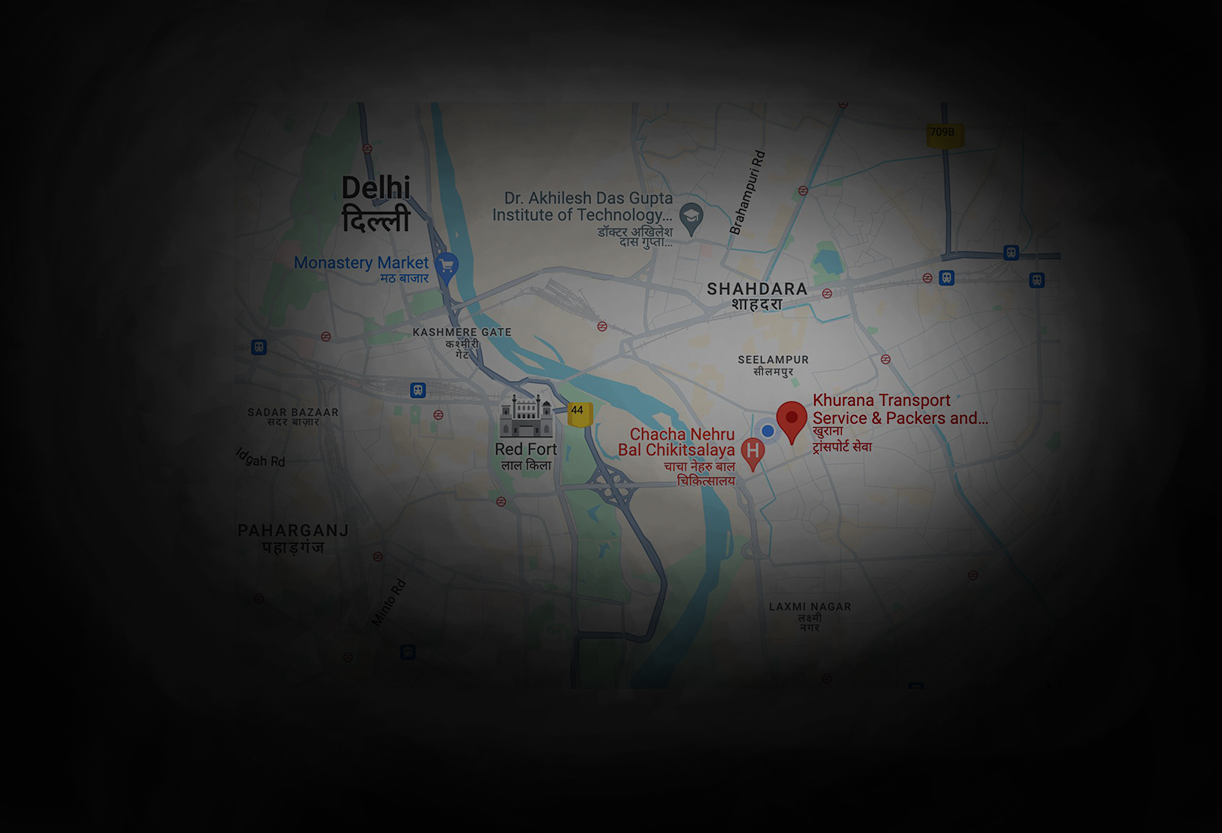 709B
Delhi
दिल्ली
Brahampuri Rd
Dr. Akhilesh Das Gupta
Institute of Technology...
डॉक्टर अखिलेश
दास गुप्ता...
Monastery Market
मठ बाजार
SHAHDARA
शाहदरा
KASHMERE GATE
कश्मीरी
गेट
SEELAMPUR
सीलमपुर
SADAR BAZAAR
सदर बाज़ार
44
Khurana Transport
Service & Packers and...
खुराना
ट्रांसपोर्ट सेवा
Red Fort
लाल किला
Chacha Nehru
Bal Chikitsalaya
चाचा नेहरु बाल
चिकित्सालय
H
Idgah Rd
PAHARGANJ
पहाड़गंज
Minto Rd
LAXMI NAGAR
लक्ष्मी
नगर